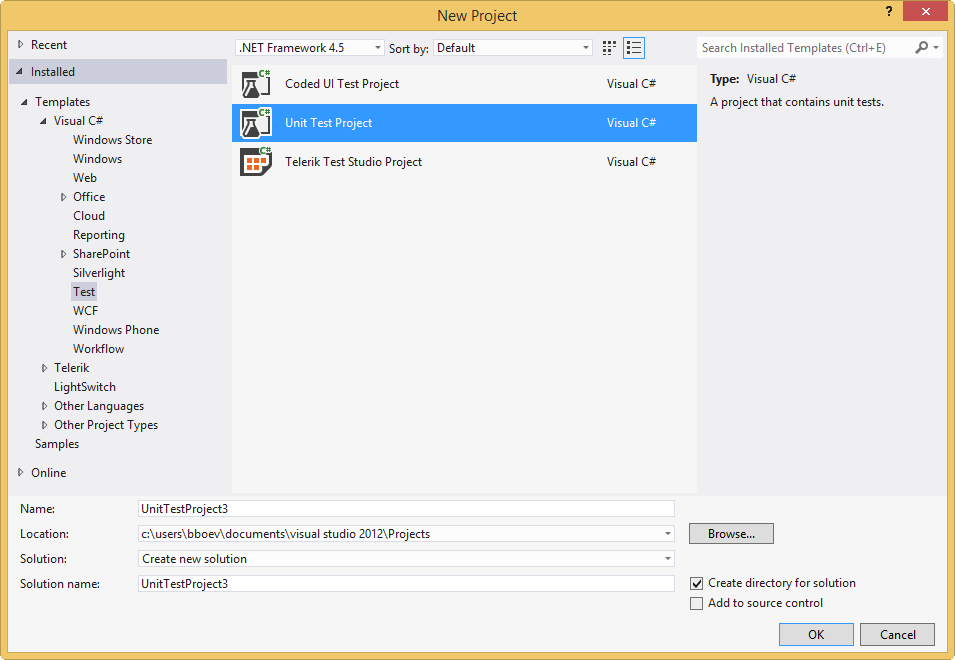 New Project
?
Recent
Installed
Templates
Visual C#
Windows Store
Windows
Web
Office
Cloud
Reporting
SharePoint
Silverlight
Test
WCF
Windows Phone
Workflow
Telerik
LightSwitch
Other Languages
Other Project Types
Samples
Online
.NET Framework 4.5 Sort by: Default
C# Coded UI Test Project Visual C#
C# Unit Test Project Visual C#
C# Telerik Test Studio Project Visual C#
Search Installed Templates (Ctrl+E)
Type: Visual C#
A project that contains unit tests.
Name: UnitTestProject3
Location: c:\users\bboev\documents\visual studio 2012\Projects Browse...
Solution: Create new solution
Solution name: UnitTestProject3
Create directory for solution
Add to source control
OK Cancel